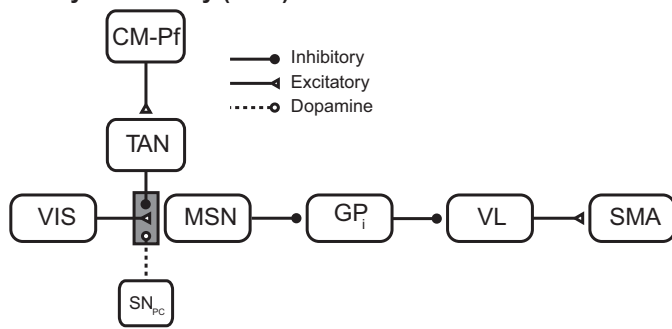 CM-Pf
Inhibitory
Excitatory
Dopamine
TAN
VIS
MSN
GPi
VL
SMA
SNPC